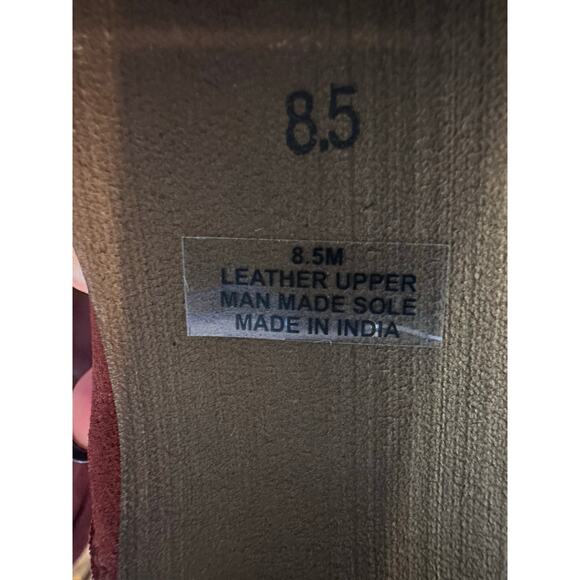 8.5
8.5M
LEATHER UPPER
MAN MADE SOLE
MADE IN INDIA